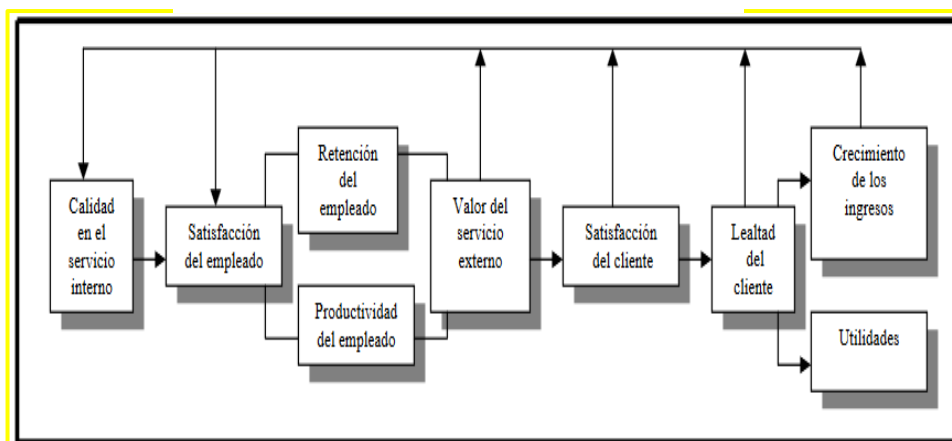 Calidad
en el
servicio
interno
Satisfacción
del empleado
Retención
del
empleado
Productividad
del empleado
Valor del
servicio
externo
Satisfacción
del cliente
Lealtad
del
cliente
Crecimiento
de los
ingresos
Utilidades